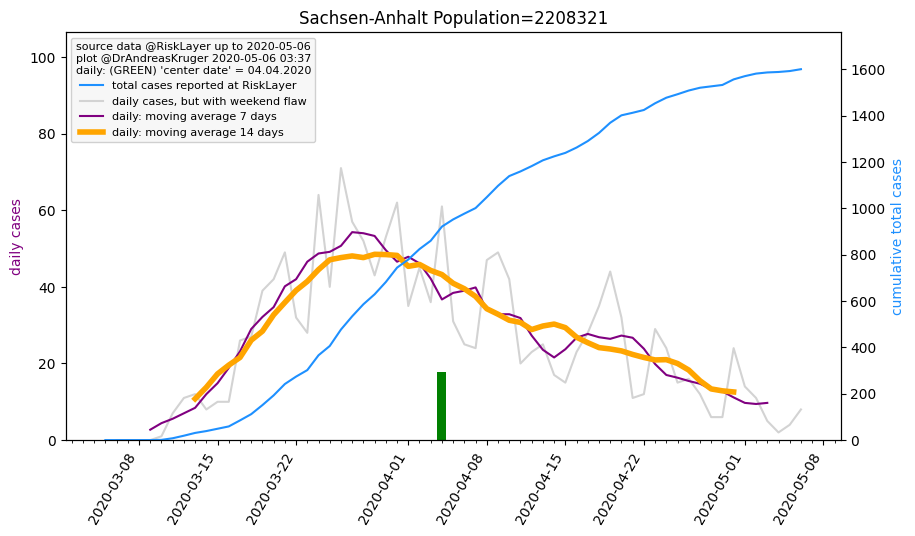 Sachsen-Anhalt Population=2208321
source data @RiskLayer up to 2020-05-06
plot @DrAndreasKruger 2020-05-06 03:37
daily: (GREEN) 'center date' = 04.04.2020
total cases reported at RiskLayer
daily cases, but with weekend flaw
daily: moving average 7 days
daily: moving average 14 days
daily cases
100
80
60
40
20
0
cumulative total cases
1600
1400
1200
1000
800
600
400
200
0
2020-03-08
2020-03-15
2020-03-22
2020-04-01
2020-04-08
2020-04-15
2020-04-22
2020-05-01
2020-05-08